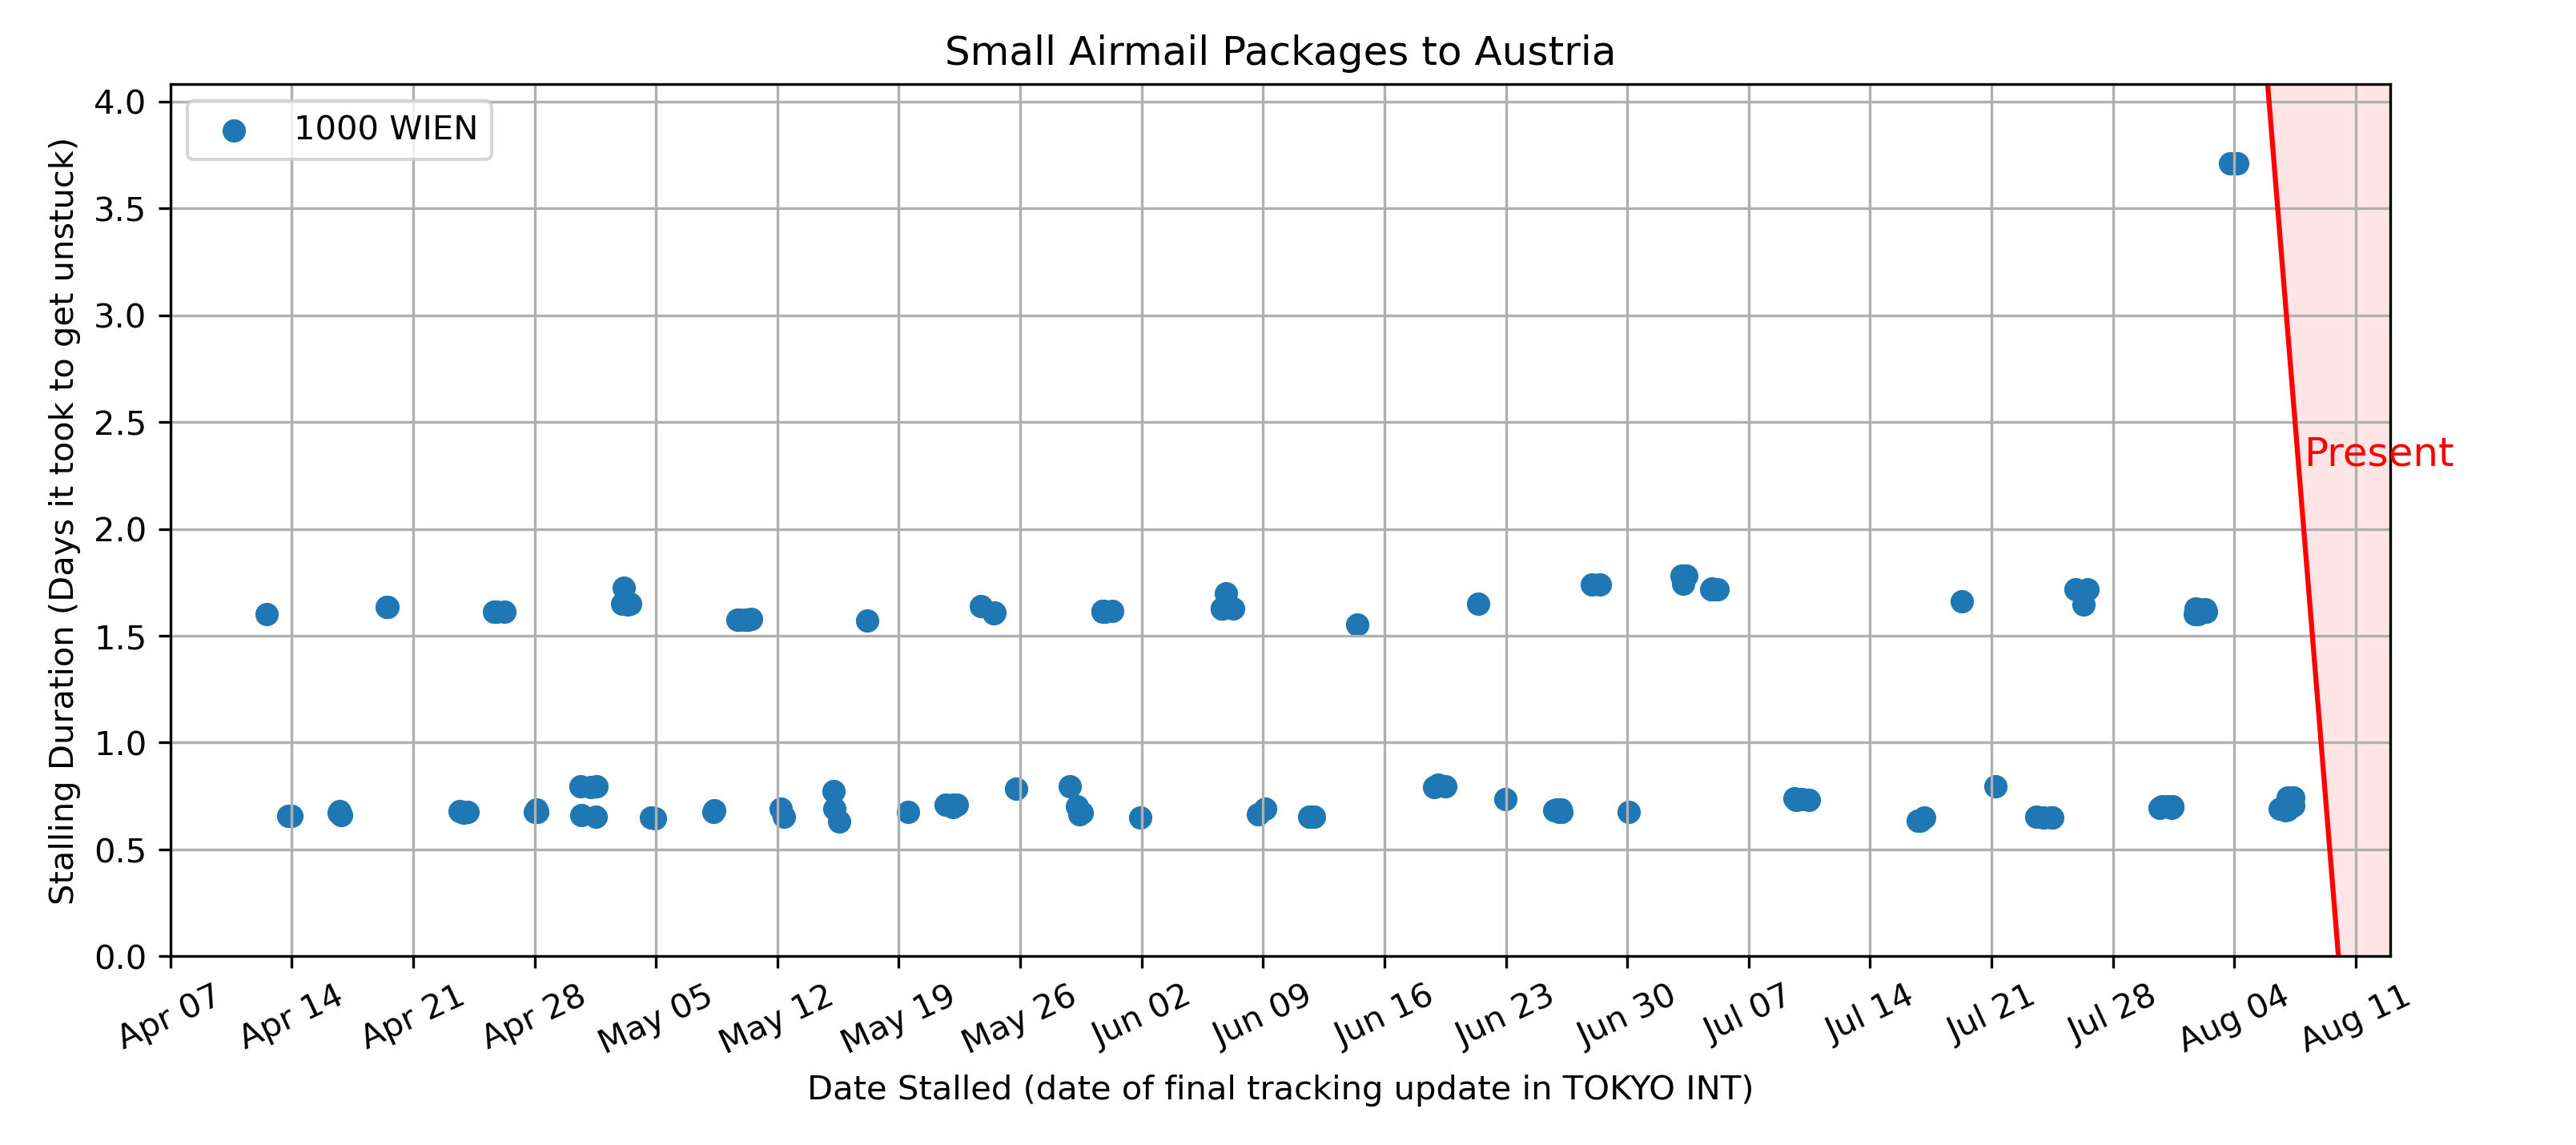 Small Airmail Packages to Austria
1000 WIEN
Stalling Duration (Days it took to get unstuck)
4.0
3.5
3.0
2.5
2.0
1.5
1.0
0.5
0.0
Present
Apr 07 Apr 14 Apr 21 Apr 28 May 05 May 12 May 19 May 26 Jun 02 Jun 09 Jun 16 Jun 23 Jun 30 Jul 07 Jul 14 Jul 21 Jul 28 Aug 04 Aug 11
Date Stalled (date of final tracking update in TOKYO INT)